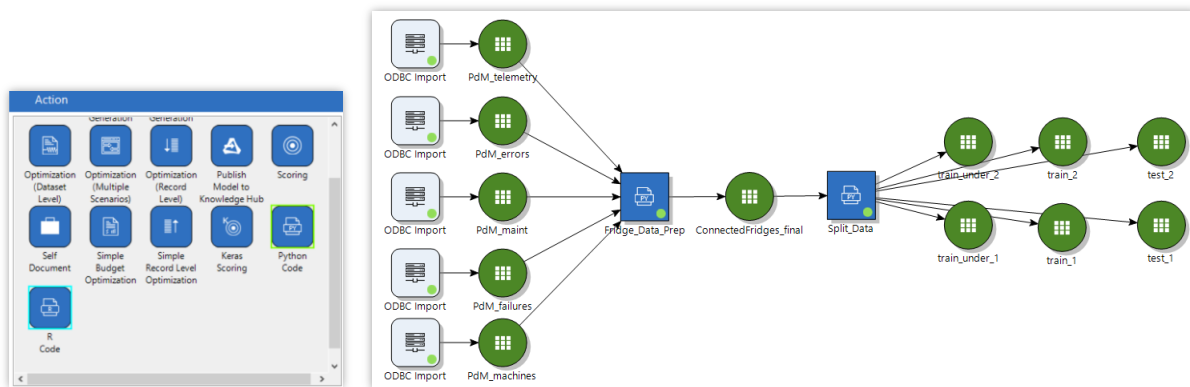 Action
Generation Generation
Optimization (Dataset Level)
Optimization (Multiple Scenarios)
Optimization (Record Level)
Publish Model to Knowledge Hub
Scoring
Self Document
Simple Budget Optimization
Simple Record Level Optimization
Keras Scoring
Python Code
R Code
ODBC Import
PdM_telemetry
ODBC Import
PdM_errors
ODBC Import
PdM_maint
ODBC Import
PdM_failures
ODBC Import
PdM_machines
PY
Fridge_Data_Prep
ConnectedFridges_final
PY
Split_Data
train_under_2
train_2
test_2
train_under_1
train_1
test_1